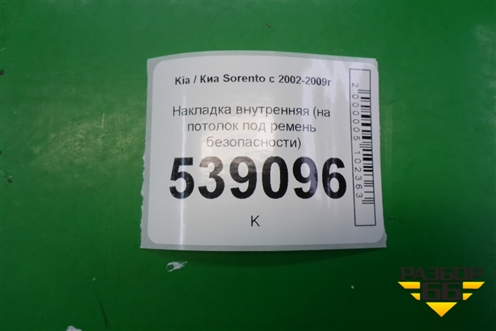 Kia / Киа Sorento с 2002-2009г
Накладка внутренняя (на
потолок под ремень
безопасности)
539096
К
2000005102363
РАЗБОР
66